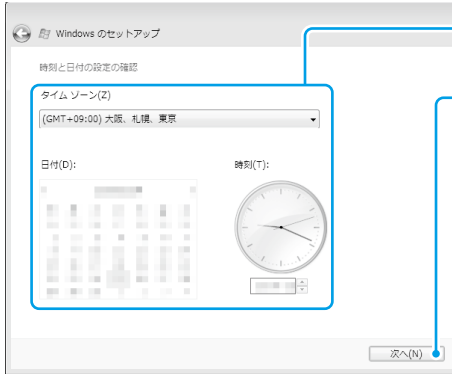 Windows のセットアップ
時刻と日付の設定の確認
タイム ゾーン(Z)
(GMT+09:00) 大阪、札幌、東京
日付(D):
時刻(T):
次へ(N)